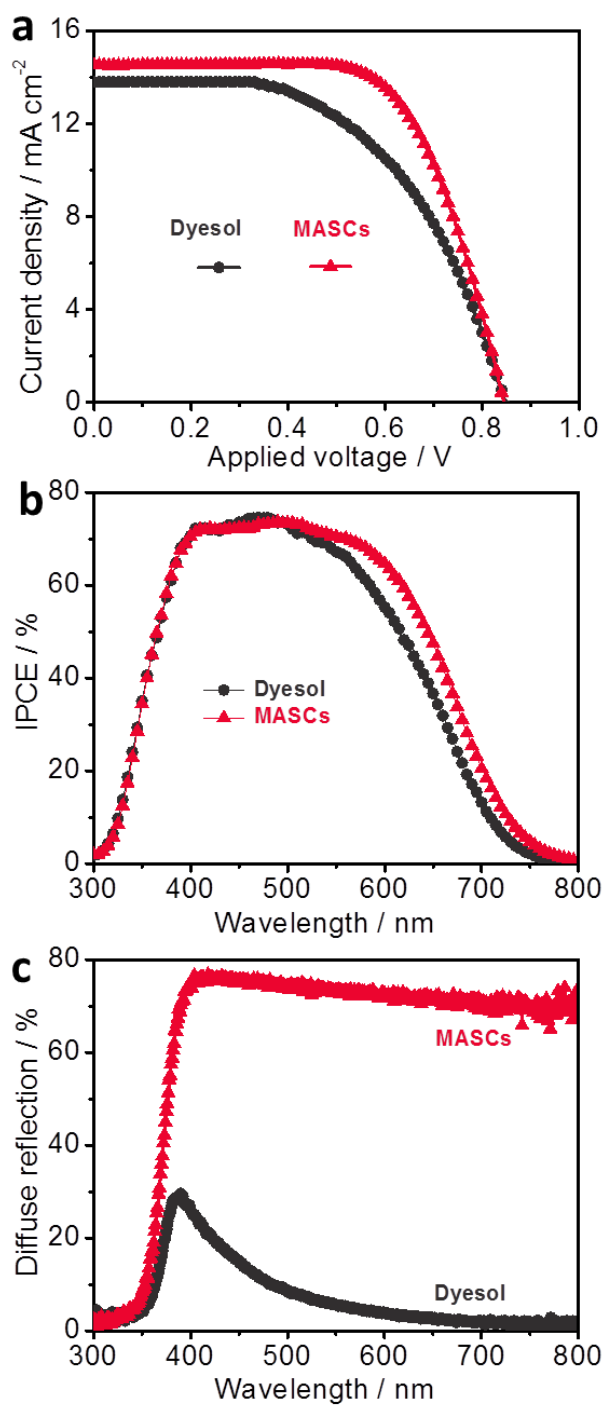 a
16
12
8
4
0
Current density / mA cm⁻²
Dyesol
MASCs
0.0 0.2 0.4 0.6 0.8 1.0
Applied voltage / V
b
80
60
40
20
0
IPCE / %
Dyesol
MASCs
300 400 500 600 700 800
Wavelength / nm
c
80
60
40
20
0
Diffuse reflection / %
MASCs
Dyesol
300 400 500 600 700 800
Wavelength / nm